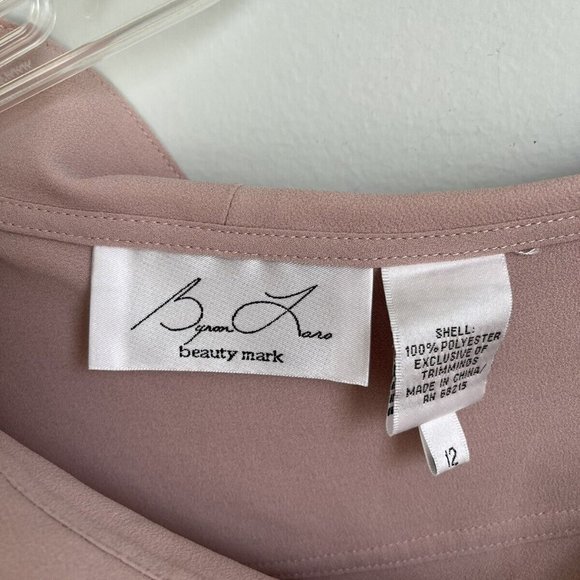 Byron Lars
beauty mark
SHELL:
100% POLYESTER
EXCLUSIVE OF
TRIMMINGS
MADE IN CHINA/
RN 68215
12